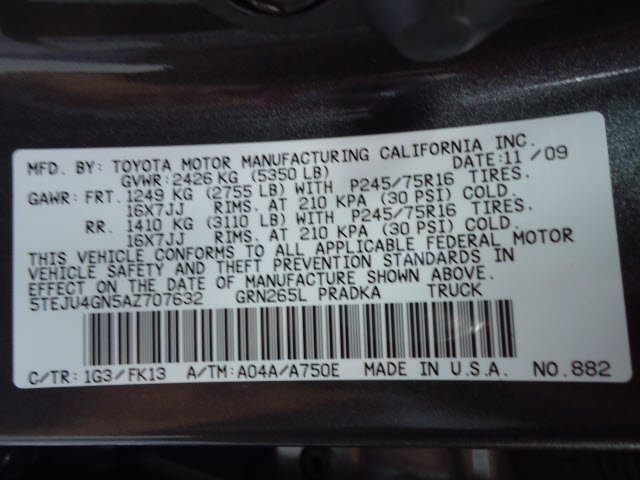 MFD. BY: TOYOTA MOTOR MANUFACTURING CALIFORNIA INC.
GVWR: 2426 KG (5350 LB) DATE: 11/09
GAWR: FRT. 1249 KG (2755 LB) WITH P245/75R16 TIRES.
16X7JJ RIMS. AT 210 KPA (30 PSI) COLD.
RR. 1410 KG (3110 LB) WITH P245/75R16 TIRES.
16X7JJ RIMS. AT 210 KPA (30 PSI) COLD.
THIS VEHICLE CONFORMS TO ALL APPLICABLE FEDERAL MOTOR
VEHICLE SAFETY AND THEFT PREVENTION STANDARDS IN
EFFECT ON THE DATE OF MANUFACTURE SHOWN ABOVE.
5TEJU4GN5AZ707632 GRN265L PRADKA TRUCK
C/TR: 1G3/FK13 A/TM: A04A/A750E MADE IN U.S.A. NO. 882